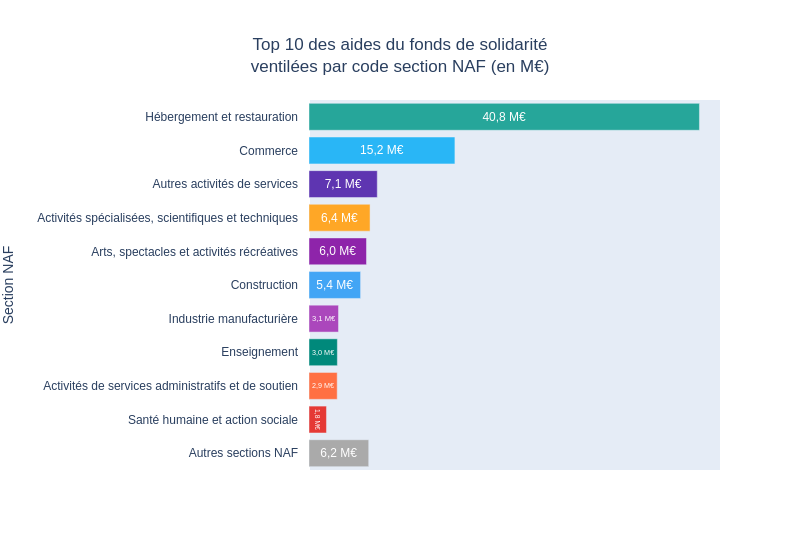 Top 10 des aides du fonds de solidarité
ventilées par code section NAF (en M€)
Section NAF
Hébergement et restauration 40,8 M€
Commerce 15,2 M€
Autres activités de services 7,1 M€
Activités spécialisées, scientifiques et techniques 6,4 M€
Arts, spectacles et activités récréatives 6,0 M€
Construction 5,4 M€
Industrie manufacturière 3,1 M€
Enseignement 3,0 M€
Activités de services administratifs et de soutien 2,9 M€
Santé humaine et action sociale 1,8 M€
Autres sections NAF 6,2 M€